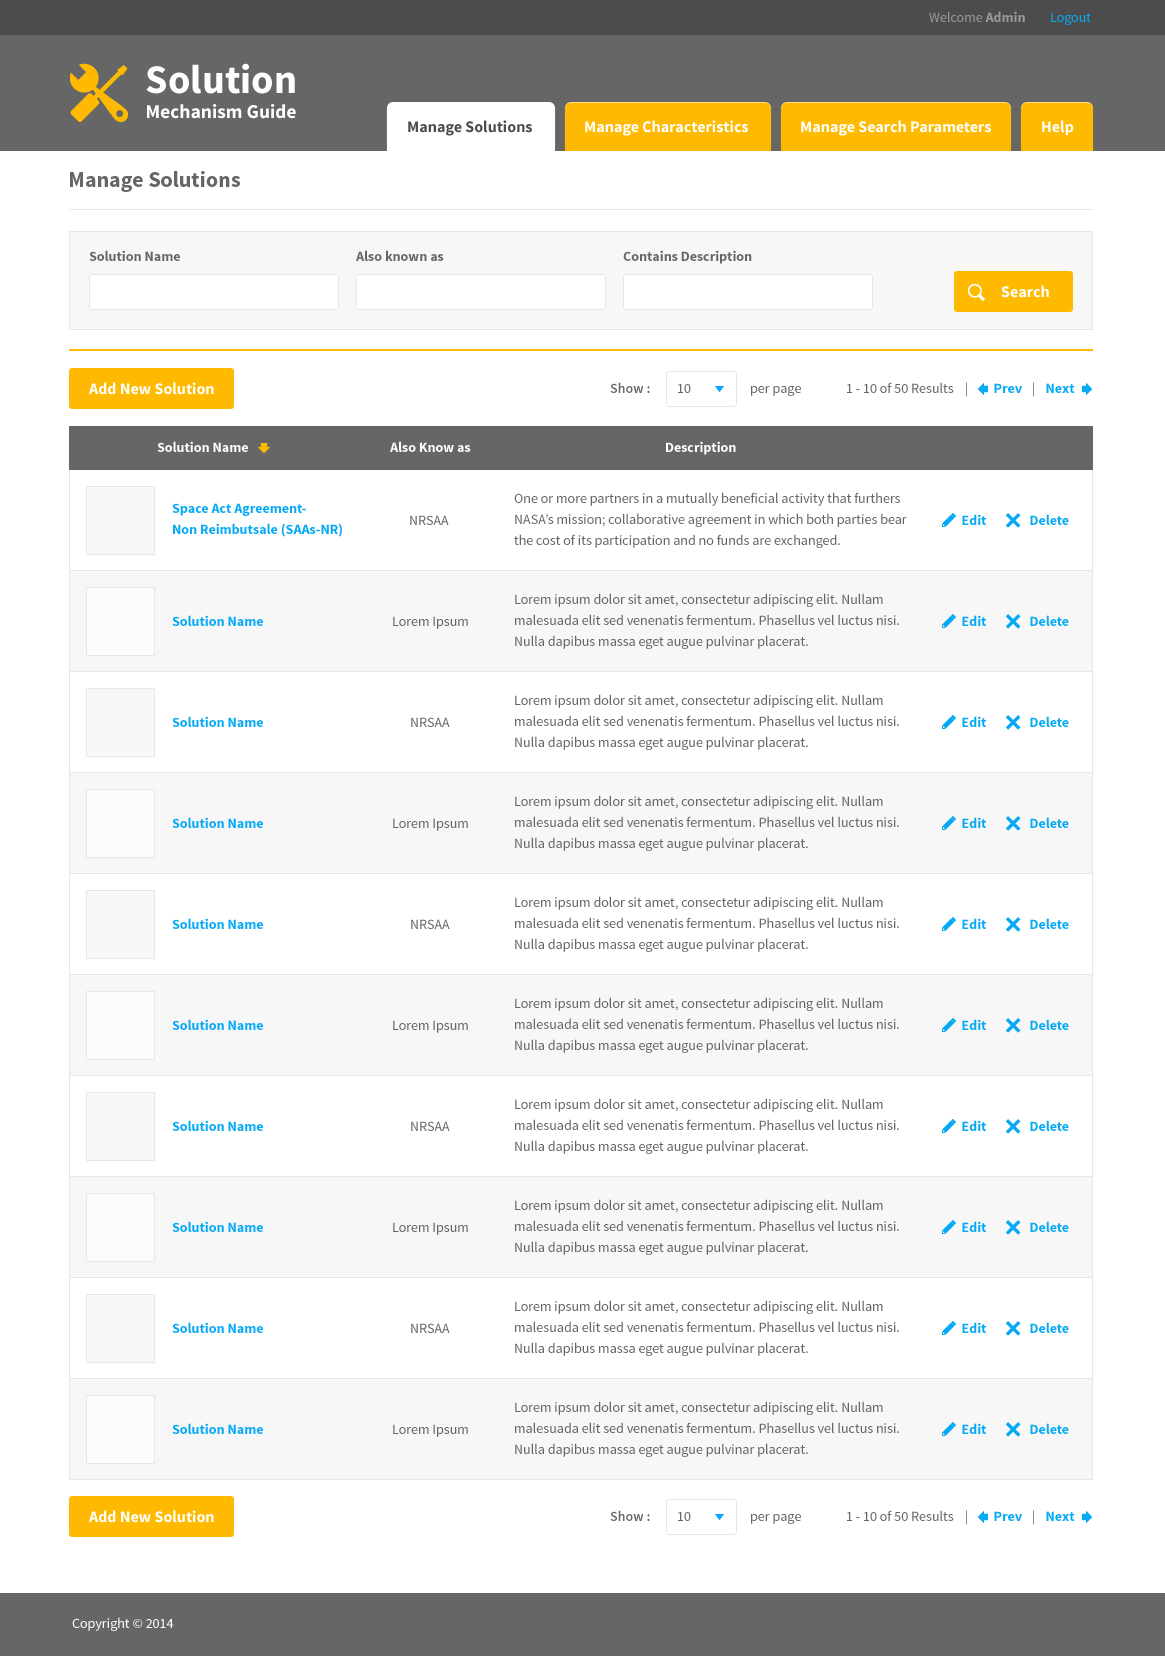 Welcome Admin Logout
Solution
Mechanism Guide
Manage Solutions Manage Characteristics Manage Search Parameters Help
Manage Solutions
Solution Name Also known as Contains Description
Search
Add New Solution Show : 10 per page 1 - 10 of 50 Results | Prev | Next
Solution Name Also Know as Description
Space Act Agreement-
Non Reimbutsale (SAAs-NR)
NRSAA
One or more partners in a mutually beneficial activity that furthers
NASA’s mission; collaborative agreement in which both parties bear
the cost of its participation and no funds are exchanged.
Edit Delete
Solution Name
Lorem Ipsum
Lorem ipsum dolor sit amet, consectetur adipiscing elit. Nullam
malesuada elit sed venenatis fermentum. Phasellus vel luctus nisi.
Nulla dapibus massa eget augue pulvinar placerat.
Edit Delete
Solution Name
NRSAA
Lorem ipsum dolor sit amet, consectetur adipiscing elit. Nullam
malesuada elit sed venenatis fermentum. Phasellus vel luctus nisi.
Nulla dapibus massa eget augue pulvinar placerat.
Edit Delete
Solution Name
Lorem Ipsum
Lorem ipsum dolor sit amet, consectetur adipiscing elit. Nullam
malesuada elit sed venenatis fermentum. Phasellus vel luctus nisi.
Nulla dapibus massa eget augue pulvinar placerat.
Edit Delete
Solution Name
NRSAA
Lorem ipsum dolor sit amet, consectetur adipiscing elit. Nullam
malesuada elit sed venenatis fermentum. Phasellus vel luctus nisi.
Nulla dapibus massa eget augue pulvinar placerat.
Edit Delete
Solution Name
Lorem Ipsum
Lorem ipsum dolor sit amet, consectetur adipiscing elit. Nullam
malesuada elit sed venenatis fermentum. Phasellus vel luctus nisi.
Nulla dapibus massa eget augue pulvinar placerat.
Edit Delete
Solution Name
NRSAA
Lorem ipsum dolor sit amet, consectetur adipiscing elit. Nullam
malesuada elit sed venenatis fermentum. Phasellus vel luctus nisi.
Nulla dapibus massa eget augue pulvinar placerat.
Edit Delete
Solution Name
Lorem Ipsum
Lorem ipsum dolor sit amet, consectetur adipiscing elit. Nullam
malesuada elit sed venenatis fermentum. Phasellus vel luctus nisi.
Nulla dapibus massa eget augue pulvinar placerat.
Edit Delete
Solution Name
NRSAA
Lorem ipsum dolor sit amet, consectetur adipiscing elit. Nullam
malesuada elit sed venenatis fermentum. Phasellus vel luctus nisi.
Nulla dapibus massa eget augue pulvinar placerat.
Edit Delete
Solution Name
Lorem Ipsum
Lorem ipsum dolor sit amet, consectetur adipiscing elit. Nullam
malesuada elit sed venenatis fermentum. Phasellus vel luctus nisi.
Nulla dapibus massa eget augue pulvinar placerat.
Edit Delete
Add New Solution Show : 10 per page 1 - 10 of 50 Results | Prev | Next
Copyright © 2014